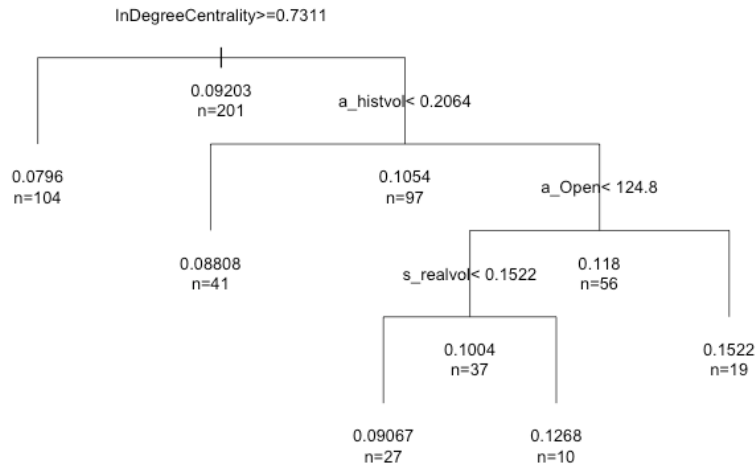 InDegreeCentrality>=0.7311
0.09203
n=201
a_histvol< 0.2064
0.0796
n=104
0.1054
n=97
a_Open< 124.8
0.08808
n=41
s_realvol< 0.1522
0.118
n=56
0.1004
n=37
0.1522
n=19
0.09067
n=27
0.1268
n=10